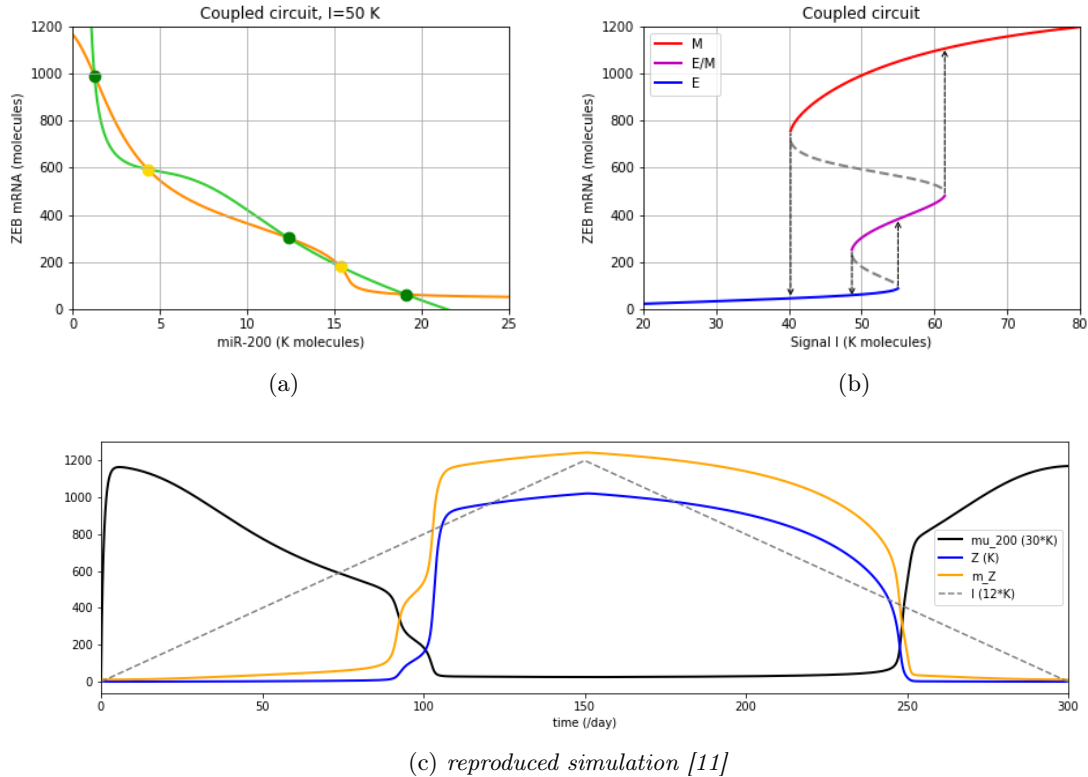 Coupled circuit, I=50 K
ZEB mRNA (molecules)
1200
1000
800
600
400
200
0
0 5 10 15 20 25
miR-200 (K molecules)
(a)
Coupled circuit
M
E/M
E
ZEB mRNA (molecules)
1200
1000
800
600
400
200
0
20 30 40 50 60 70 80
Signal I (K molecules)
(b)
1200
1000
800
600
400
200
0
mu_200 (30*K)
Z (K)
m_Z
I (12*K)
0 50 100 150 200 250 300
time (/day)
(c) reproduced simulation [11]